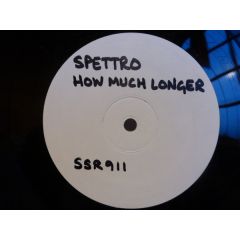 SPETTRO
HOW MUCH LONGER
SSR911